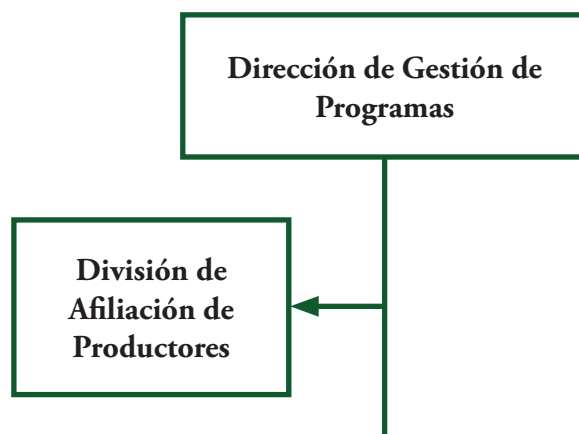 Dirección de Gestión de
Programas
División de
Afiliación de
Productores